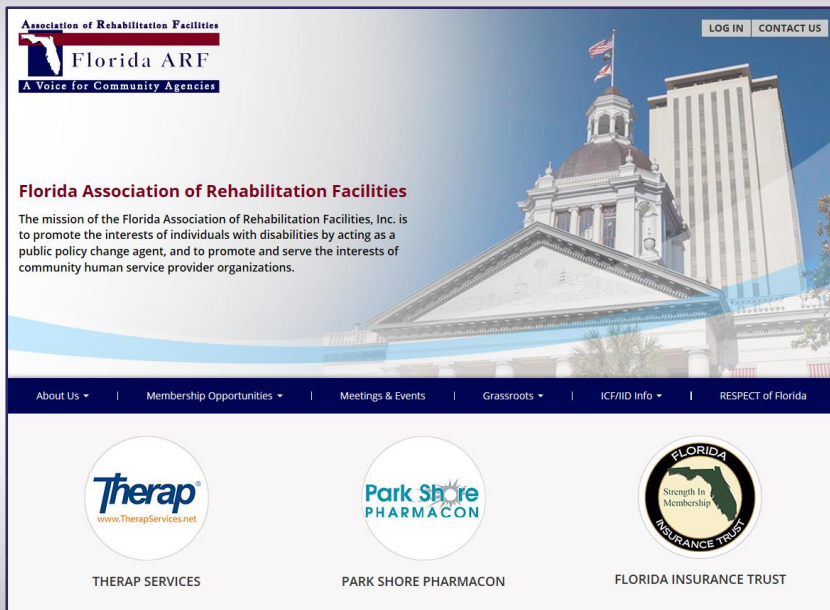 Association of Rehabilitation Facilities
Florida ARF
A Voice for Community Agencies
LOG IN
CONTACT US
Florida Association of Rehabilitation Facilities
The mission of the Florida Association of Rehabilitation Facilities, Inc. is
to promote the interests of individuals with disabilities by acting as a
public policy change agent, and to promote and serve the interests of
community human service provider organizations.
About Us | Membership Opportunities | Meetings & Events | Grassroots | ICF/IID Info | RESPECT of Florida
Therap®
www.TherapServices.net
THERAP SERVICES
Park Shore
PHARMACON
PARK SHORE PHARMACON
FLORIDA
Strength In
Membership
INSURANCE TRUST
FLORIDA INSURANCE TRUST